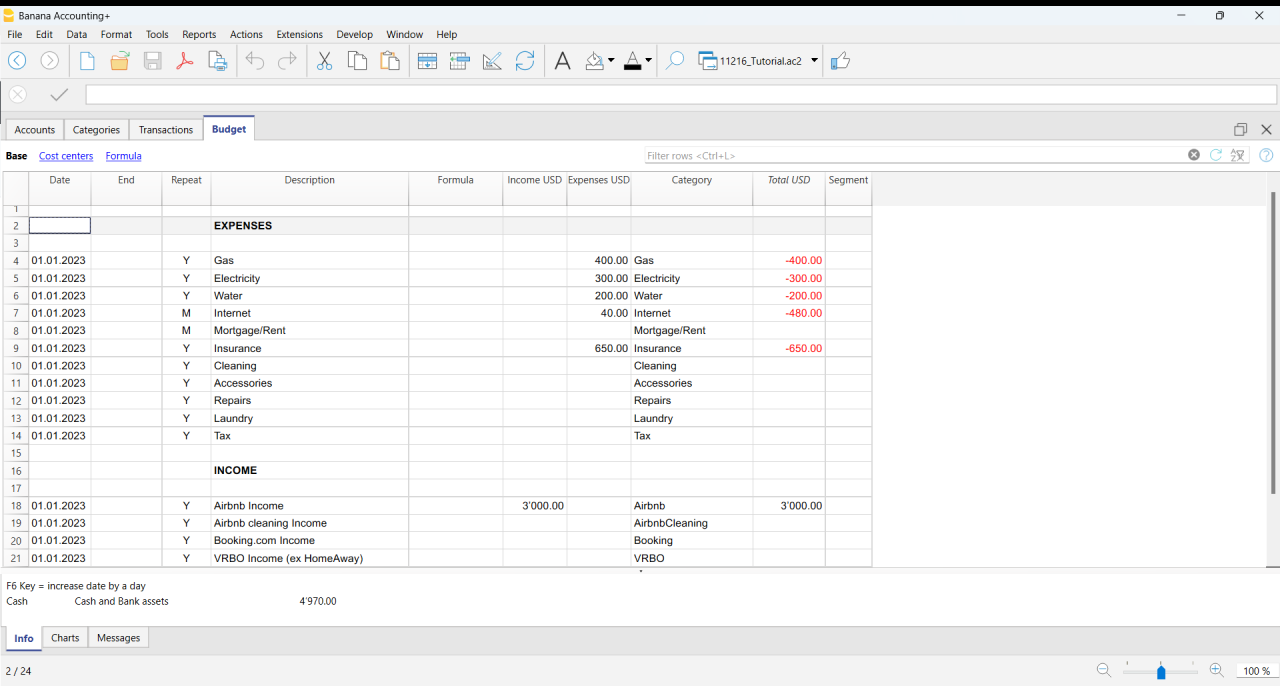 Banana Accounting+
File Edit Data Format Tools Reports Actions Extensions Develop Window Help
11216_Tutorial.ac2
Accounts Categories Transactions Budget
Base Cost centers Formula Filter rows <Ctrl+L>
Date End Repeat Description Formula Income USD Expenses USD Category Total USD Segment
1
2 EXPENSES
3
4 01.01.2023 Y Gas 400.00 Gas -400.00
5 01.01.2023 Y Electricity 300.00 Electricity -300.00
6 01.01.2023 Y Water 200.00 Water -200.00
7 01.01.2023 M Internet 40.00 Internet -480.00
8 01.01.2023 M Mortgage/Rent Mortgage/Rent
9 01.01.2023 Y Insurance 650.00 Insurance -650.00
10 01.01.2023 Y Cleaning Cleaning
11 01.01.2023 Y Accessories Accessories
12 01.01.2023 Y Repairs Repairs
13 01.01.2023 Y Laundry Laundry
14 01.01.2023 Y Tax Tax
15
16 INCOME
17
18 01.01.2023 Y Airbnb Income 3'000.00 Airbnb 3'000.00
19 01.01.2023 Y Airbnb cleaning Income AirbnbCleaning
20 01.01.2023 Y Booking.com Income Booking
21 01.01.2023 Y VRBO Income (ex HomeAway) VRBO
F6 Key = increase date by a day
Cash Cash and Bank assets 4'970.00
Info Charts Messages
2 / 24 100 %